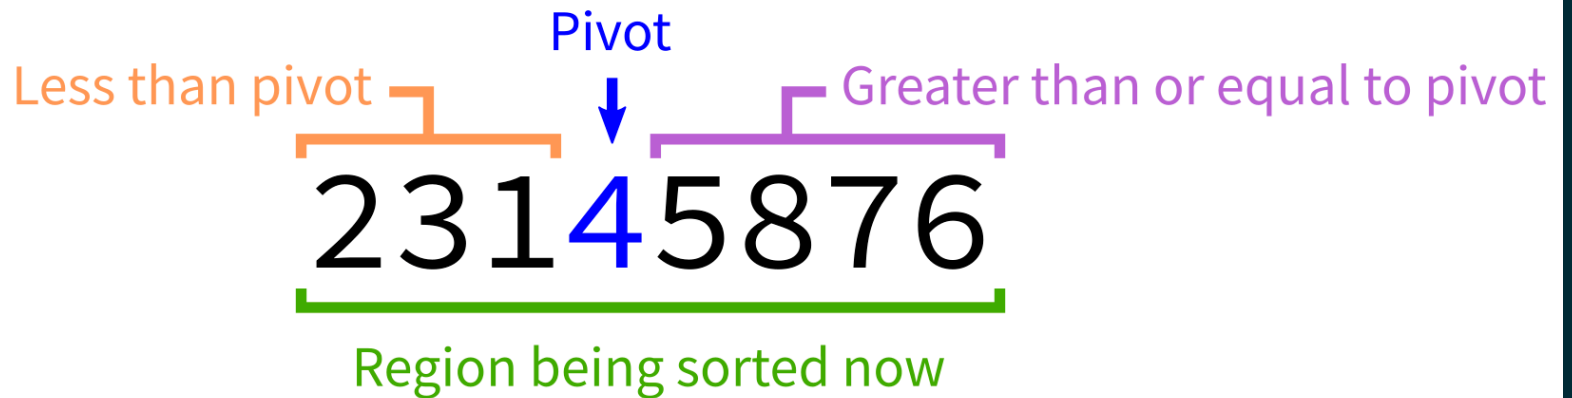 Pivot
Less than pivot
Greater than or equal to pivot
23145876
Region being sorted now